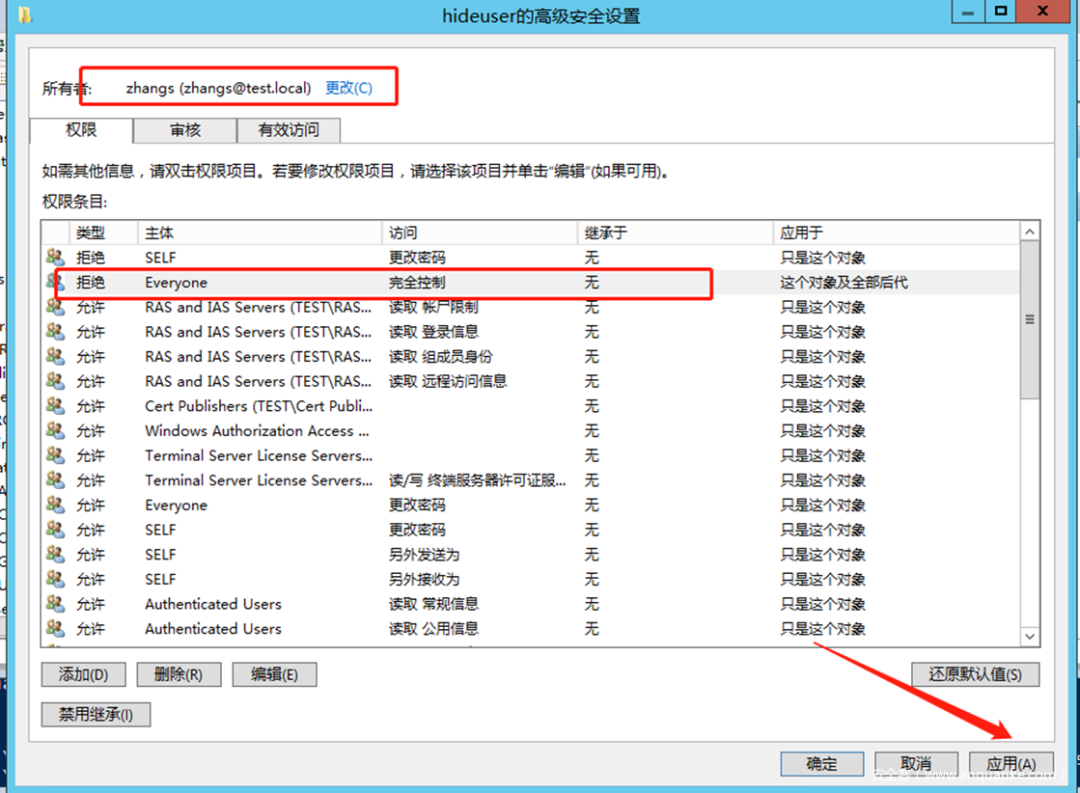 hideuser的高级安全设置
所有者: zhangs (zhangs@test.local) 更改(C)
权限 审核 有效访问
如需其他信息，请双击权限项目。若要修改权限项目，请选择该项目并单击“编辑”(如果可用)。
权限条目:
类型 主体 访问 继承于 应用于
拒绝 SELF 更改密码 无 只是这个对象
拒绝 Everyone 完全控制 无 这个对象及全部后代
允许 RAS and IAS Servers (TEST\RAS... 读取 帐户限制 无 只是这个对象
允许 RAS and IAS Servers (TEST\RAS... 读取 登录信息 无 只是这个对象
允许 RAS and IAS Servers (TEST\RAS... 读取 组成员身份 无 只是这个对象
允许 RAS and IAS Servers (TEST\RAS... 读取 远程访问信息 无 只是这个对象
允许 Cert Publishers (TEST\Cert Publi... 无 只是这个对象
允许 Windows Authorization Access ... 无 只是这个对象
允许 Terminal Server License Servers... 无 只是这个对象
允许 Terminal Server License Servers... 读/写 终端服务器许可证服... 无 只是这个对象
允许 Everyone 更改密码 无 只是这个对象
允许 SELF 更改密码 无 只是这个对象
允许 SELF 另外发送为 无 只是这个对象
允许 SELF 另外接收为 无 只是这个对象
允许 Authenticated Users 读取 常规信息 无 只是这个对象
允许 Authenticated Users 读取 公用信息 无 只是这个对象
添加(D) 删除(R) 编辑(E) 还原默认值(S)
禁用继承(I)
确定 取消 应用(A)